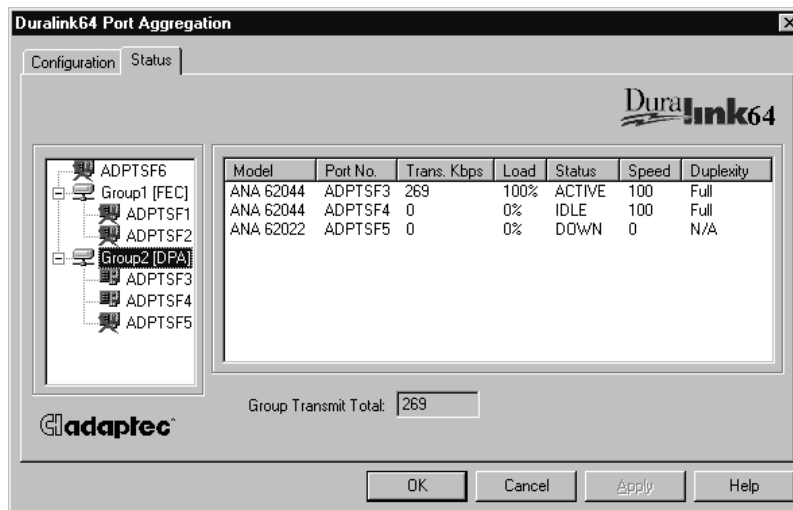 Duralink64 Port Aggregation
Configuration Status
Duralink64
ADPTSF6
Group1 [FEC]
ADPTSF1
ADPTSF2
Group2 [DPA]
ADPTSF3
ADPTSF4
ADPTSF5
Model Port No. Trans. Kbps Load Status Speed Duplexity
ANA 62044 ADPTSF3 269 100% ACTIVE 100 Full
ANA 62044 ADPTSF4 0 0% IDLE 100 Full
ANA 62022 ADPTSF5 0 0% DOWN 0 N/A
Group Transmit Total: 269
adaptec
OK Cancel Apply Help